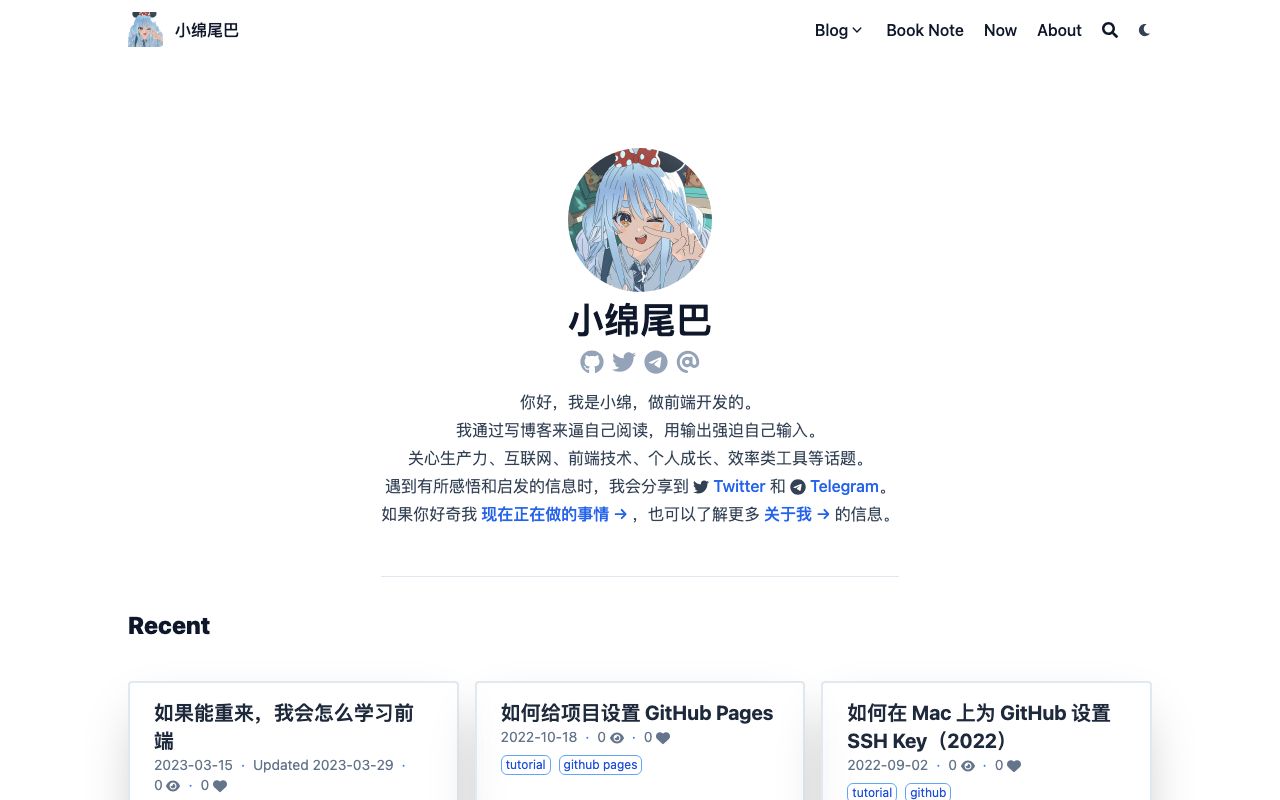 小绵尾巴
Blog Book Note Now About
小绵尾巴
你好，我是小绵，做前端开发的。
我通过写博客来逼自己阅读，用输出强迫自己输入。
关心生产力、互联网、前端技术、个人成长、效率类工具等话题。
遇到有所感悟和启发的信息时，我会分享到 Twitter 和 Telegram。
如果你好奇我 现在正在做的事情 → ，也可以了解更多 关于我 → 的信息。
Recent
如果能重来，我会怎么学习前
端
2023-03-15 · Updated 2023-03-29 ·
0 · 0
如何给项目设置 GitHub Pages
2022-10-18 · 0 · 0
tutorial github pages
如何在 Mac 上为 GitHub 设置
SSH Key（2022）
2022-09-02 · 0 · 0
tutorial github